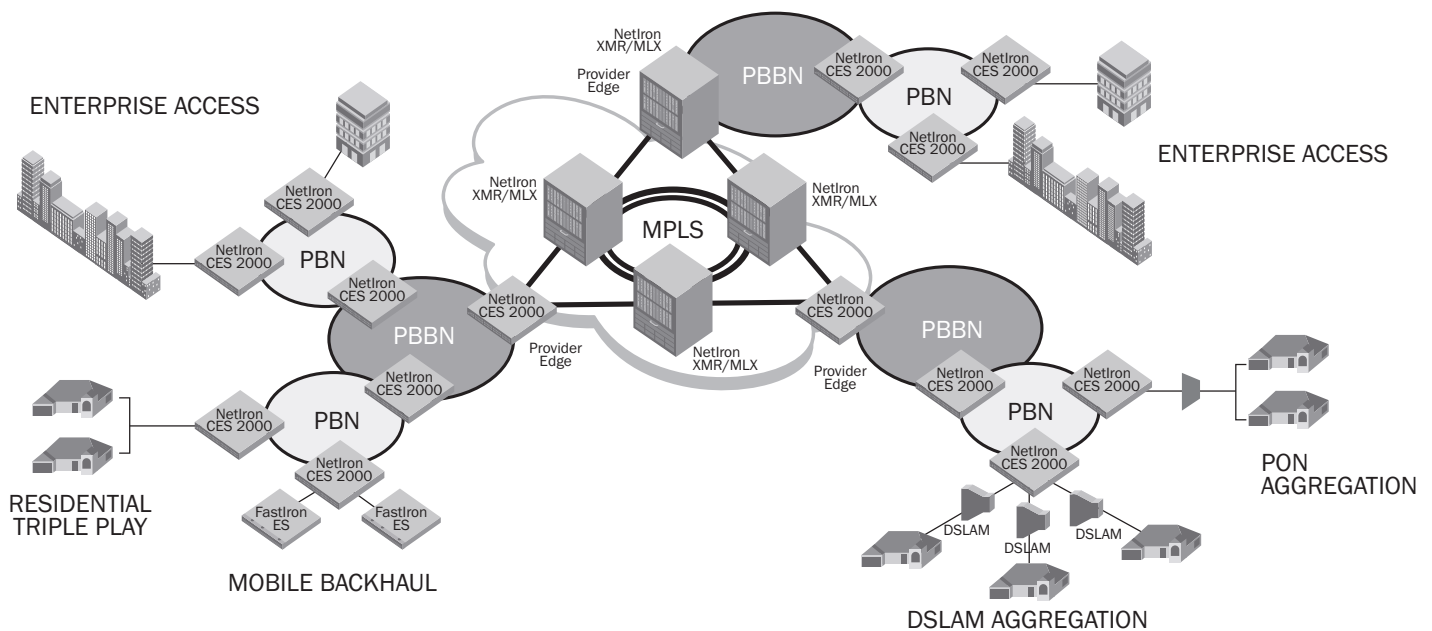 NetIron
XMR/MLX
Provider
Edge
PBBN
NetIron
CES 2000
PBN
NetIron
CES 2000
NetIron
CES 2000
ENTERPRISE ACCESS
ENTERPRISE ACCESS
NetIron
CES 2000
NetIron
CES 2000
PBN
NetIron
CES 2000
NetIron
XMR/MLX
NetIron
XMR/MLX
MPLS
NetIron
XMR/MLX
PBBN
NetIron
CES 2000
Provider
Edge
NetIron
CES 2000
Provider
Edge
PBBN
NetIron
CES 2000
NetIron
CES 2000
PBN
NetIron
CES 2000
RESIDENTIAL
TRIPLE PLAY
FastIron
ES
FastIron
ES
MOBILE BACKHAUL
NetIron
CES 2000
PBN
NetIron
CES 2000
NetIron
CES 2000
PON
AGGREGATION
DSLAM
DSLAM
DSLAM
DSLAM AGGREGATION